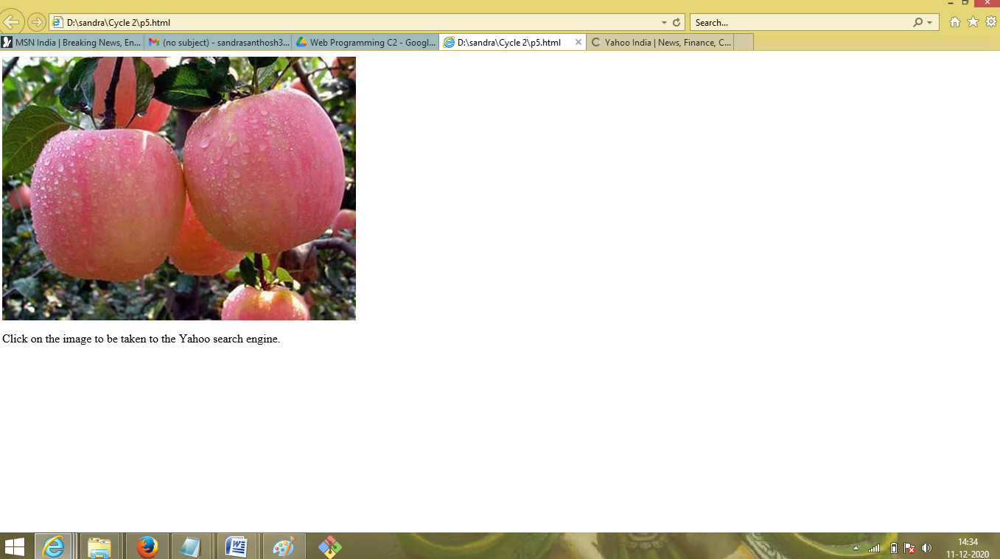 D:\sandra\Cycle 2\p5.html
Search...
MSN India | Breaking News, En...
(no subject) - sandrasanthosh3...
Web Programming C2 - Googl...
D:\sandra\Cycle 2\p5.html
Yahoo India | News, Finance, C...
Click on the image to be taken to the Yahoo search engine.
14:34
11-12-2020